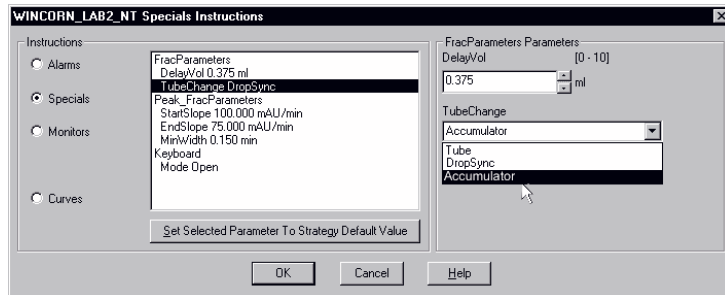 WINCORN_LAB2_NT Specials Instructions
Instructions
Alarms
Specials
Monitors
Curves
FracParameters
DelayVol 0.375 ml
TubeChange DropSync
Peak_FracParameters
StartSlope 100.000 mAU/min
EndSlope 75.000 mAU/min
MinWidth 0.150 min
Keyboard
Mode Open
Set Selected Parameter To Strategy Default Value
FracParameters Parameters
DelayVol [0 - 10]
0.375 ml
TubeChange
Accumulator
Tube
DropSync
Accumulator
OK Cancel Help